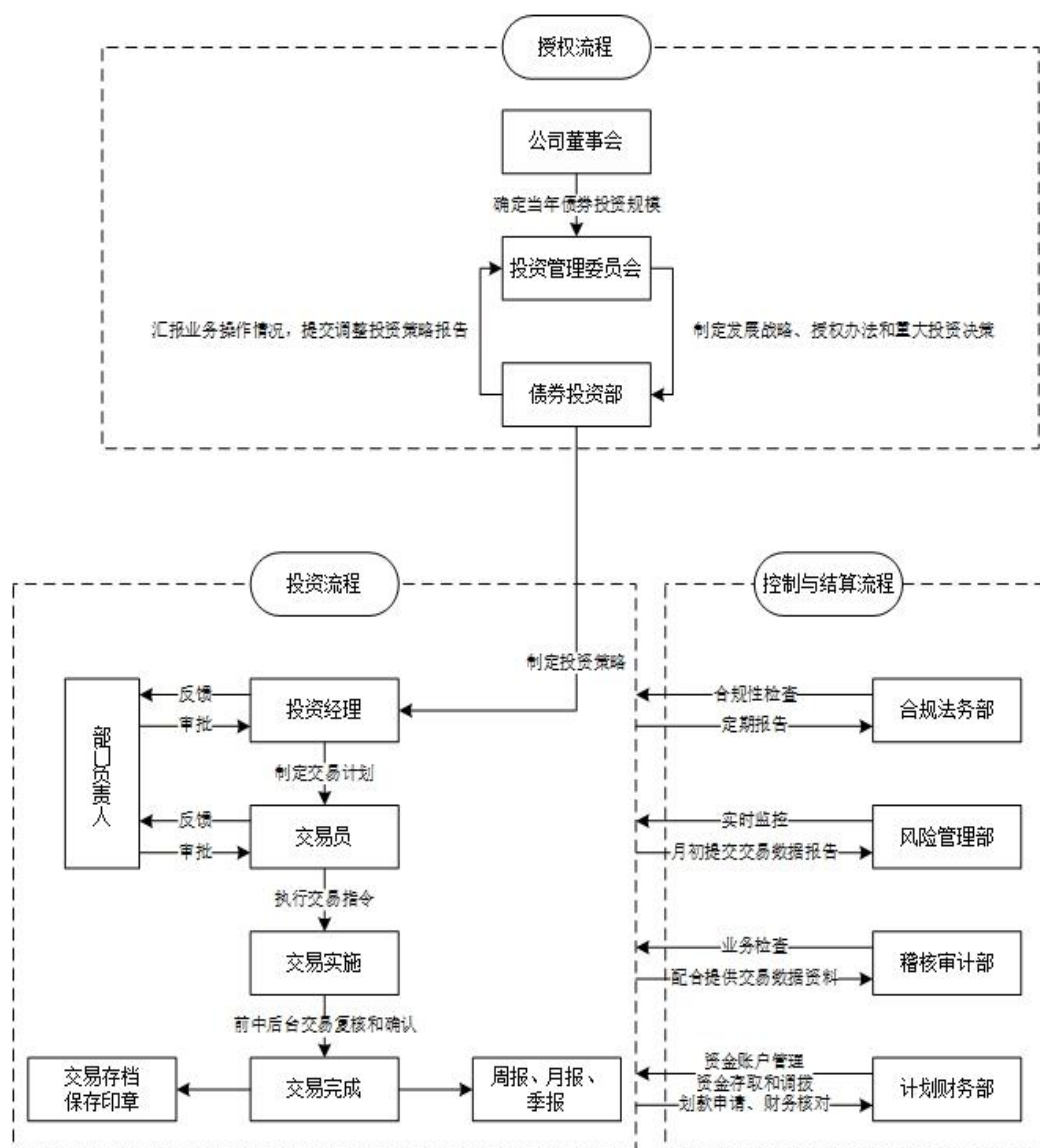 授权流程
公司董事会
确定当年债券投资规模
投资管理委员会
汇报业务操作情况，提交调整投资策略报告
制定发展战略、授权办法和重大投资决策
债券投资部
投资流程
控制与结算流程
制定投资策略
部门负责人
反馈
审批
投资经理
制定交易计划
反馈
审批
交易员
执行交易指令
交易实施
前中后台交易复核和确认
交易存档
保存印章
交易完成
周报、月报、
季报
合规性检查
定期报告
合规法务部
实时监控
月初提交交易数据报告
风险管理部
业务检查
配合提供交易数据资料
稽核审计部
资金账户管理
资金存取和调拨
划款申请、财务核对
计划财务部